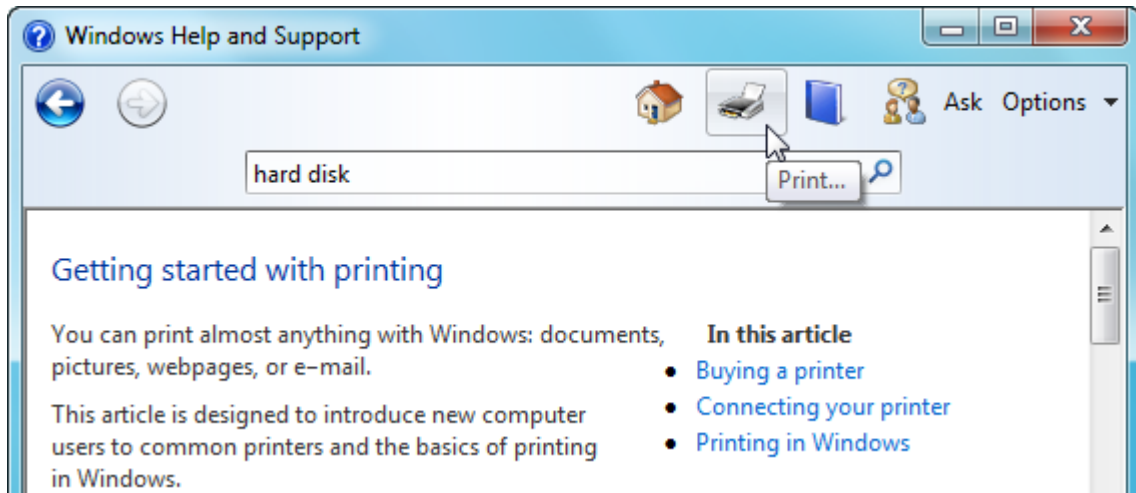 Windows Help and Support
Ask Options
hard disk
Print...
Getting started with printing
You can print almost anything with Windows: documents,
pictures, webpages, or e-mail.
This article is designed to introduce new computer
users to common printers and the basics of printing
in Windows.
In this article
• Buying a printer
• Connecting your printer
• Printing in Windows